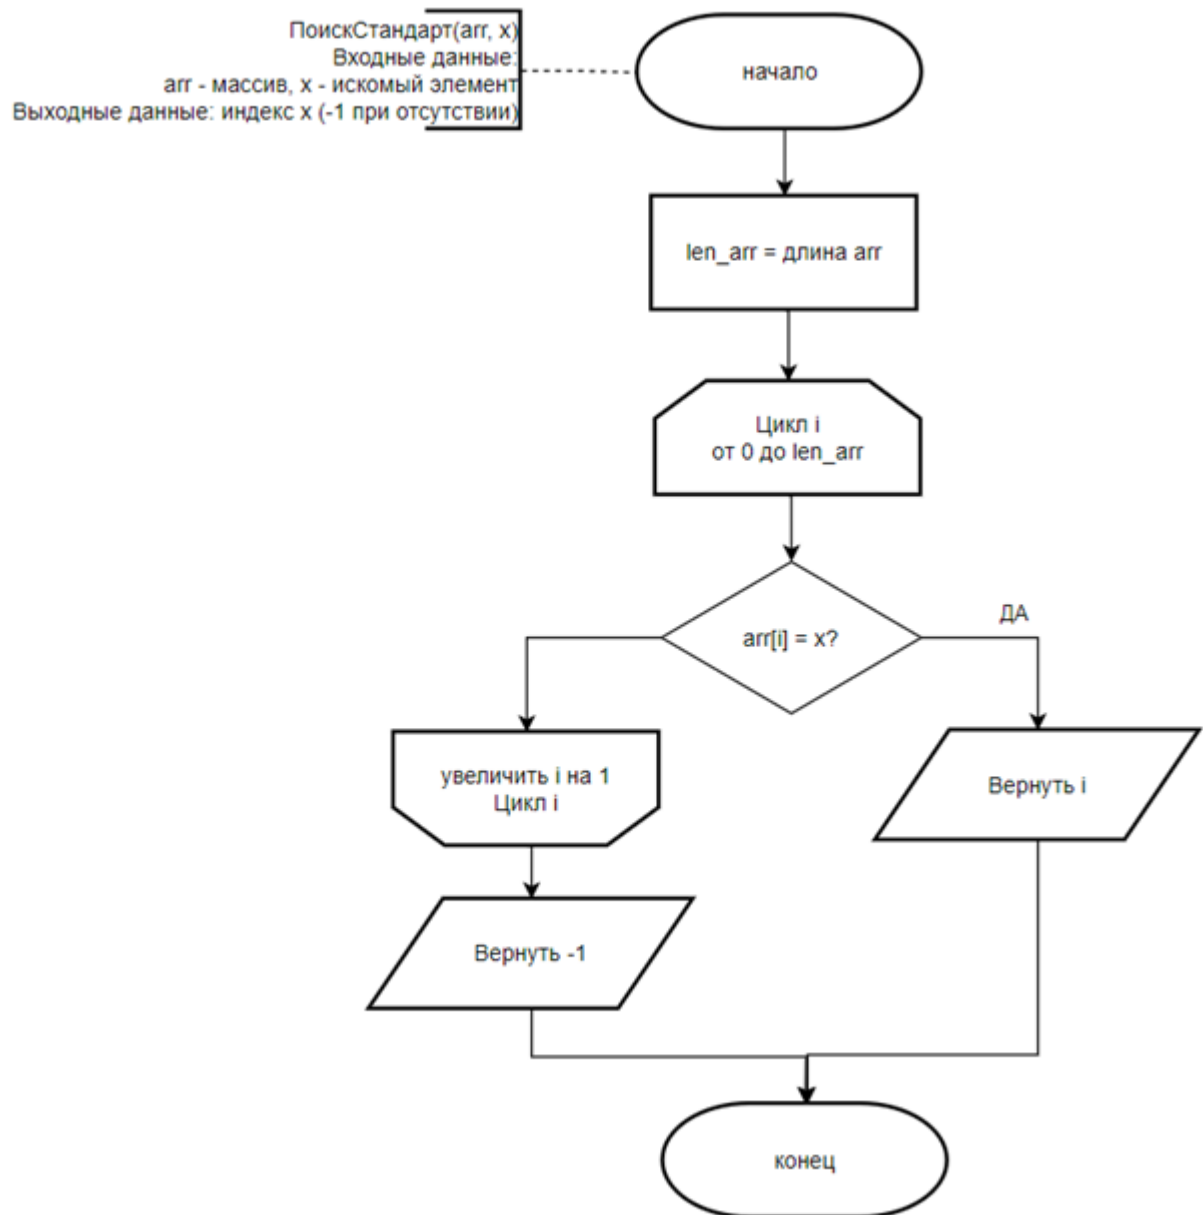 ПоискСтандарт(arr, x)
Входные данные:
arr - массив, x - искомый элемент
Выходные данные: индекс x (-1 при отсутствии)
начало
len_arr = длина arr
Цикл i
от 0 до len_arr
arr[i] = x?
ДА
увеличить i на 1
Цикл i
Вернуть i
Вернуть -1
конец